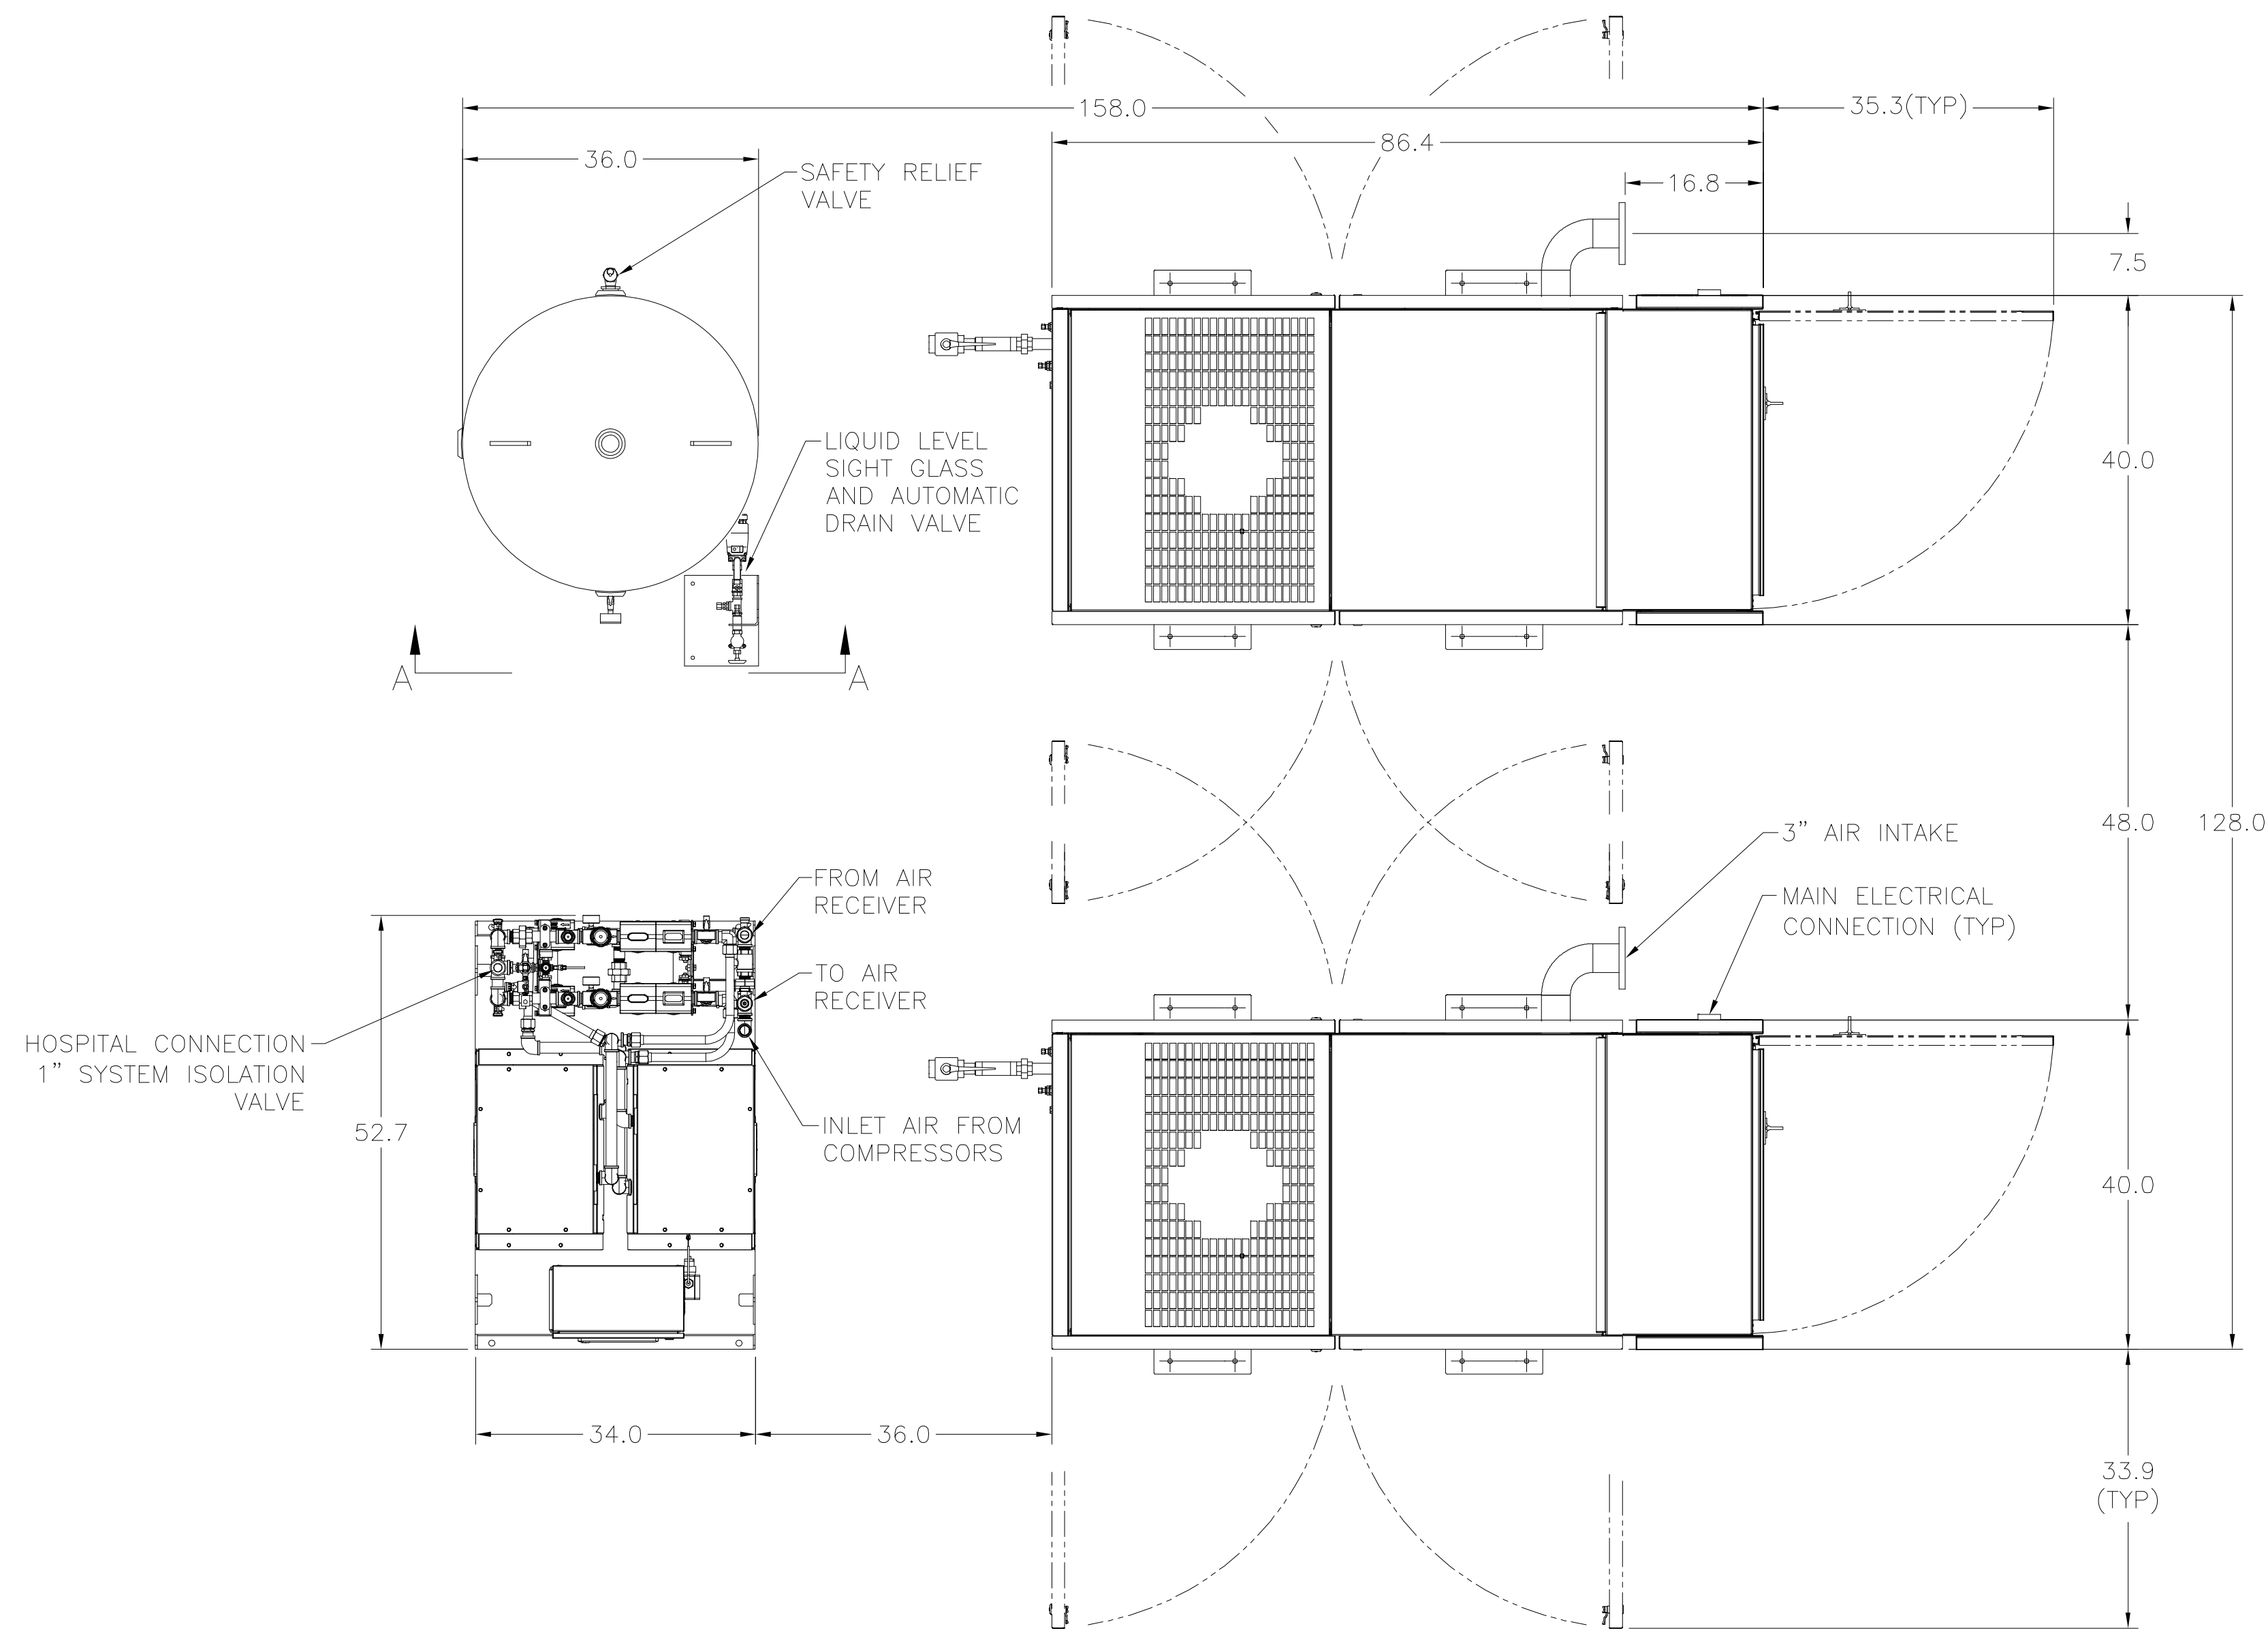 158.0
35.3(TYP)
86.4
36.0
SAFETY RELIEF
VALVE
16.8
7.5
LIQUID LEVEL
SIGHT GLASS
AND AUTOMATIC
DRAIN VALVE
40.0
A
A
48.0
128.0
3" AIR INTAKE
FROM AIR
RECEIVER
MAIN ELECTRICAL
CONNECTION (TYP)
TO AIR
RECEIVER
HOSPITAL CONNECTION
1" SYSTEM ISOLATION
VALVE
52.7
INLET AIR FROM
COMPRESSORS
40.0
34.0
36.0
33.9
(TYP)